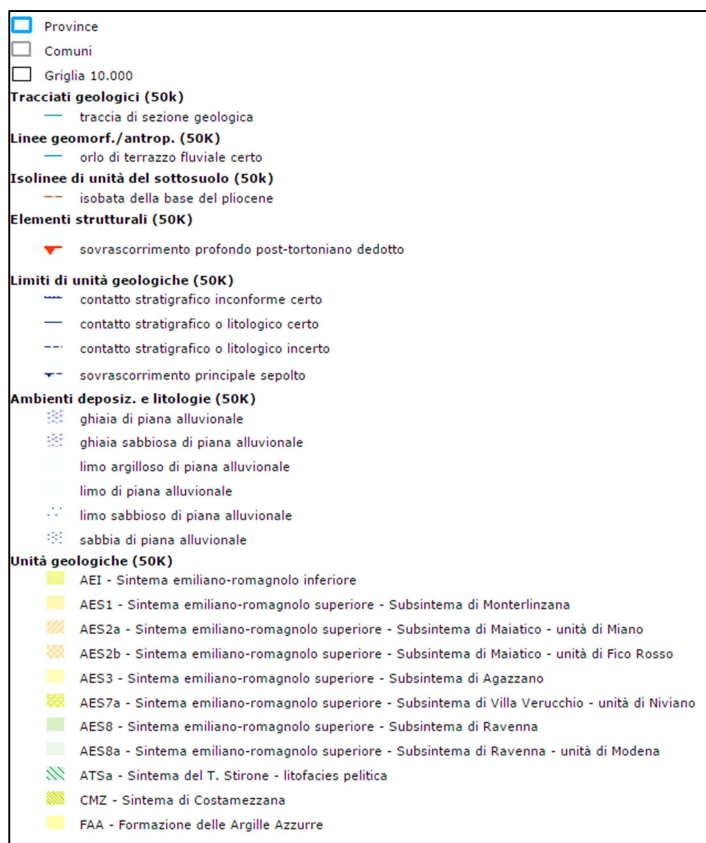 Province
Comuni
Griglia 10.000
Tracciati geologici (50k)
traccia di sezione geologica
Linee geomorf./antrop. (50K)
orlo di terrazzo fluviale certo
Isolinee di unità del sottosuolo (50k)
isobata della base del pliocene
Elementi strutturali (50K)
sovrascorrimento profondo post-tortoniano dedotto
Limiti di unità geologiche (50K)
contatto stratigrafico inconforme certo
contatto stratigrafico o litologico certo
contatto stratigrafico o litologico incerto
sovrascorrimento principale sepolto
Ambienti deposiz. e litologie (50K)
ghiaia di piana alluvionale
ghiaia sabbiosa di piana alluvionale
limo argilloso di piana alluvionale
limo di piana alluvionale
limo sabbioso di piana alluvionale
sabbia di piana alluvionale
Unità geologiche (50K)
AEI - Sintema emiliano-romagnolo inferiore
AES1 - Sintema emiliano-romagnolo superiore - Subsintema di Monterlinzana
AES2a - Sintema emiliano-romagnolo superiore - Subsintema di Maiatico - unità di Miano
AES2b - Sintema emiliano-romagnolo superiore - Subsintema di Maiatico - unità di Fico Rosso
AES3 - Sintema emiliano-romagnolo superiore - Subsintema di Agazzano
AES7a - Sintema emiliano-romagnolo superiore - Subsintema di Villa Verucchio - unità di Niviano
AES8 - Sintema emiliano-romagnolo superiore - Subsintema di Ravenna
AES8a - Sintema emiliano-romagnolo superiore - Subsintema di Ravenna - unità di Modena
ATSa - Sintema del T. Stirone - litofacies pelitica
CMZ - Sintema di Costamezzana
FAA - Formazione delle Argille Azzurre